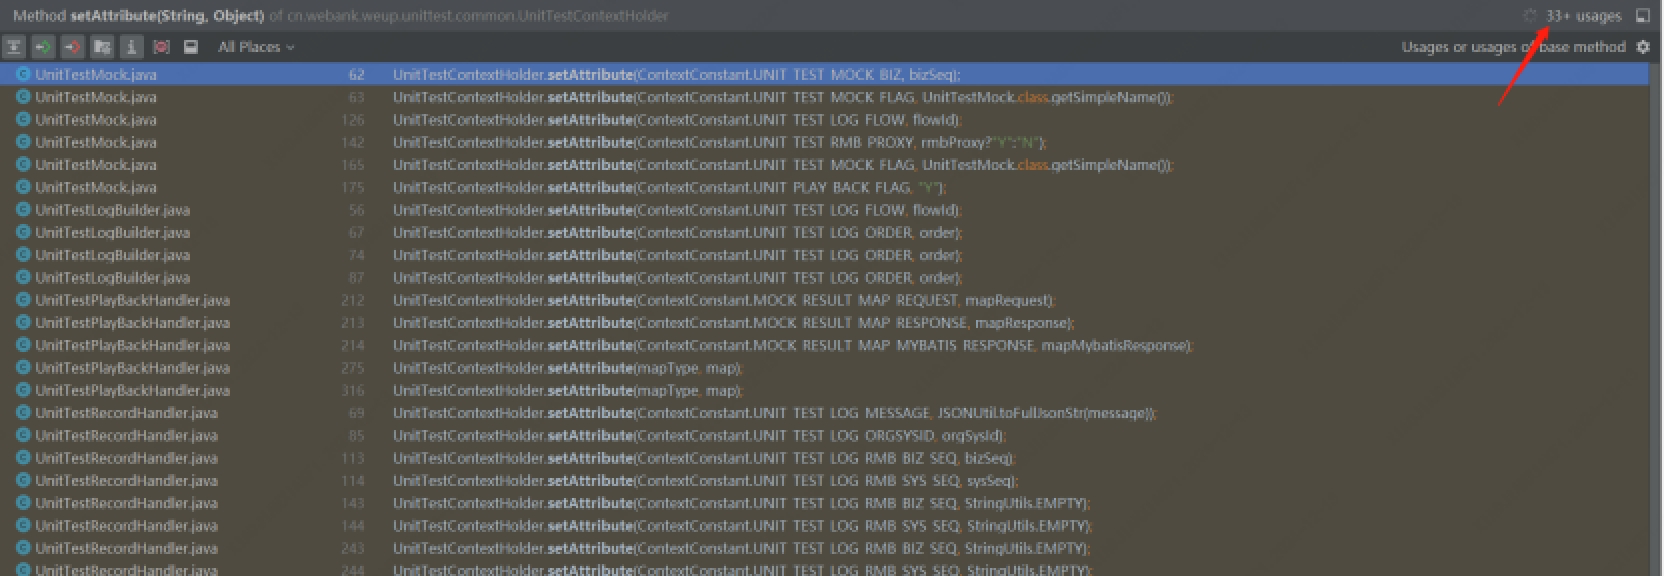 Method setAttribute(String, Object) of cn.webank.weup.unittest.common.UnitTestContextHolder 33+ usages
All Places Usages or usages of base method
UnitTestMock.java 62 UnitTestContextHolder.setAttribute(ContextConstant.UNIT_TEST_MOCK_BIZ, bizSeq);
UnitTestMock.java 63 UnitTestContextHolder.setAttribute(ContextConstant.UNIT_TEST_MOCK_FLAG, UnitTestMock.class.getSimpleName());
UnitTestMock.java 126 UnitTestContextHolder.setAttribute(ContextConstant.UNIT_TEST_LOG_FLOW, flowId);
UnitTestMock.java 142 UnitTestContextHolder.setAttribute(ContextConstant.UNIT_TEST_RMB_PROXY, rmbProxy?"Y":"N");
UnitTestMock.java 165 UnitTestContextHolder.setAttribute(ContextConstant.UNIT_TEST_MOCK_FLAG, UnitTestMock.class.getSimpleName());
UnitTestMock.java 175 UnitTestContextHolder.setAttribute(ContextConstant.UNIT_PLAY_BACK_FLAG, "Y");
UnitTestLogBuilder.java 56 UnitTestContextHolder.setAttribute(ContextConstant.UNIT_TEST_LOG_FLOW, flowId);
UnitTestLogBuilder.java 67 UnitTestContextHolder.setAttribute(ContextConstant.UNIT_TEST_LOG_ORDER, order);
UnitTestLogBuilder.java 74 UnitTestContextHolder.setAttribute(ContextConstant.UNIT_TEST_LOG_ORDER, order);
UnitTestLogBuilder.java 87 UnitTestContextHolder.setAttribute(ContextConstant.UNIT_TEST_LOG_ORDER, order);
UnitTestPlayBackHandler.java 212 UnitTestContextHolder.setAttribute(ContextConstant.MOCK_RESULT_MAP_REQUEST, mapRequest);
UnitTestPlayBackHandler.java 213 UnitTestContextHolder.setAttribute(ContextConstant.MOCK_RESULT_MAP_RESPONSE, mapResponse);
UnitTestPlayBackHandler.java 214 UnitTestContextHolder.setAttribute(ContextConstant.MOCK_RESULT_MAP_MYBATIS_RESPONSE, mapMybatisResponse);
UnitTestPlayBackHandler.java 275 UnitTestContextHolder.setAttribute(mapType, map);
UnitTestPlayBackHandler.java 316 UnitTestContextHolder.setAttribute(mapType, map);
UnitTestRecordHandler.java 69 UnitTestContextHolder.setAttribute(ContextConstant.UNIT_TEST_LOG_MESSAGE, JSONUtil.toFullJsonStr(message));
UnitTestRecordHandler.java 85 UnitTestContextHolder.setAttribute(ContextConstant.UNIT_TEST_LOG_ORGSYSID, orgSysId);
UnitTestRecordHandler.java 113 UnitTestContextHolder.setAttribute(ContextConstant.UNIT_TEST_LOG_RMB_BIZ_SEQ, bizSeq);
UnitTestRecordHandler.java 114 UnitTestContextHolder.setAttribute(ContextConstant.UNIT_TEST_LOG_RMB_SYS_SEQ, sysSeq);
UnitTestRecordHandler.java 143 UnitTestContextHolder.setAttribute(ContextConstant.UNIT_TEST_LOG_RMB_BIZ_SEQ, StringUtils.EMPTY);
UnitTestRecordHandler.java 144 UnitTestContextHolder.setAttribute(ContextConstant.UNIT_TEST_LOG_RMB_SYS_SEQ, StringUtils.EMPTY);
UnitTestRecordHandler.java 243 UnitTestContextHolder.setAttribute(ContextConstant.UNIT_TEST_LOG_RMB_BIZ_SEQ, StringUtils.EMPTY);
UnitTestRecordHandler.java 244 UnitTestContextHolder.setAttribute(ContextConstant.UNIT_TEST_LOG_RMB_SYS_SEQ, StringUtils.EMPTY);